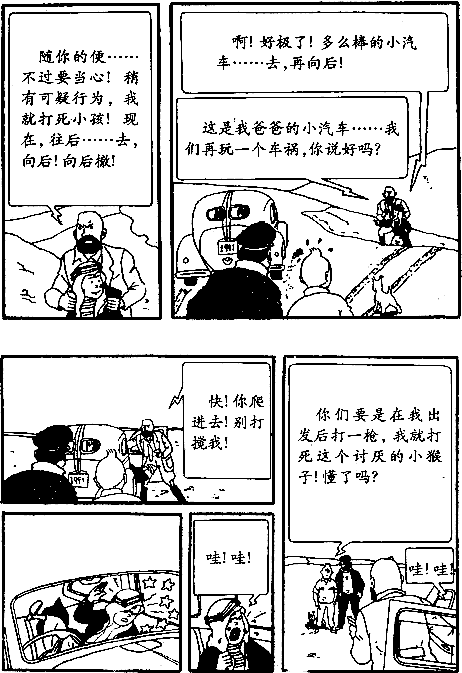 随你的便……
不过要当心！稍
有可疑行为，我
就打死小孩！现
在，往后……去，
向后！向后撤！
啊！好极了！多么棒的小汽
车……去，再向后！
这是我爸爸的小汽车……我
们再玩一个车祸，你说好吗？
1991
快！你爬
进去！别打
搅我！
1991
你们要是在我出
发后打一枪，我就打
死这个讨厌的小猴
子！懂了吗？
哇！哇！
哇！哇！